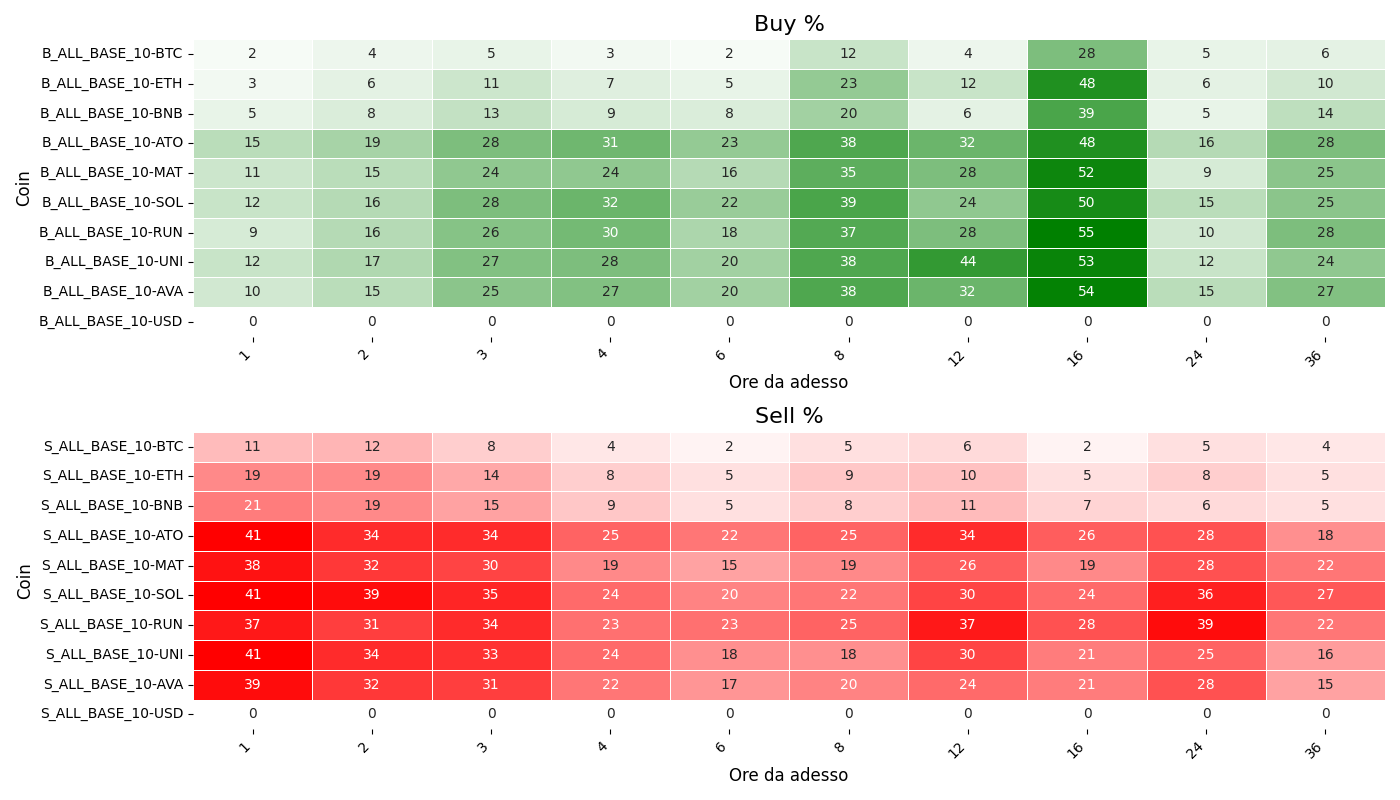 Buy %
Coin
B_ALL_BASE_10-BTC 2 4 5 3 2 12 4 28 5 6
B_ALL_BASE_10-ETH 3 6 11 7 5 23 12 48 6 10
B_ALL_BASE_10-BNB 5 8 13 9 8 20 6 39 5 14
B_ALL_BASE_10-ATO 15 19 28 31 23 38 32 48 16 28
B_ALL_BASE_10-MAT 11 15 24 24 16 35 28 52 9 25
B_ALL_BASE_10-SOL 12 16 28 32 22 39 24 50 15 25
B_ALL_BASE_10-RUN 9 16 26 30 18 37 28 55 10 28
B_ALL_BASE_10-UNI 12 17 27 28 20 38 44 53 12 24
B_ALL_BASE_10-AVA 10 15 25 27 20 38 32 54 15 27
B_ALL_BASE_10-USD 0 0 0 0 0 0 0 0 0 0
1 2 3 4 6 8 12 16 24 36
Ore da adesso
Sell %
Coin
S_ALL_BASE_10-BTC 11 12 8 4 2 5 6 2 5 4
S_ALL_BASE_10-ETH 19 19 14 8 5 9 10 5 8 5
S_ALL_BASE_10-BNB 21 19 15 9 5 8 11 7 6 5
S_ALL_BASE_10-ATO 41 34 34 25 22 25 34 26 28 18
S_ALL_BASE_10-MAT 38 32 30 19 15 19 26 19 28 22
S_ALL_BASE_10-SOL 41 39 35 24 20 22 30 24 36 27
S_ALL_BASE_10-RUN 37 31 34 23 23 25 37 28 39 22
S_ALL_BASE_10-UNI 41 34 33 24 18 18 30 21 25 16
S_ALL_BASE_10-AVA 39 32 31 22 17 20 24 21 28 15
S_ALL_BASE_10-USD 0 0 0 0 0 0 0 0 0 0
1 2 3 4 6 8 12 16 24 36
Ore da adesso